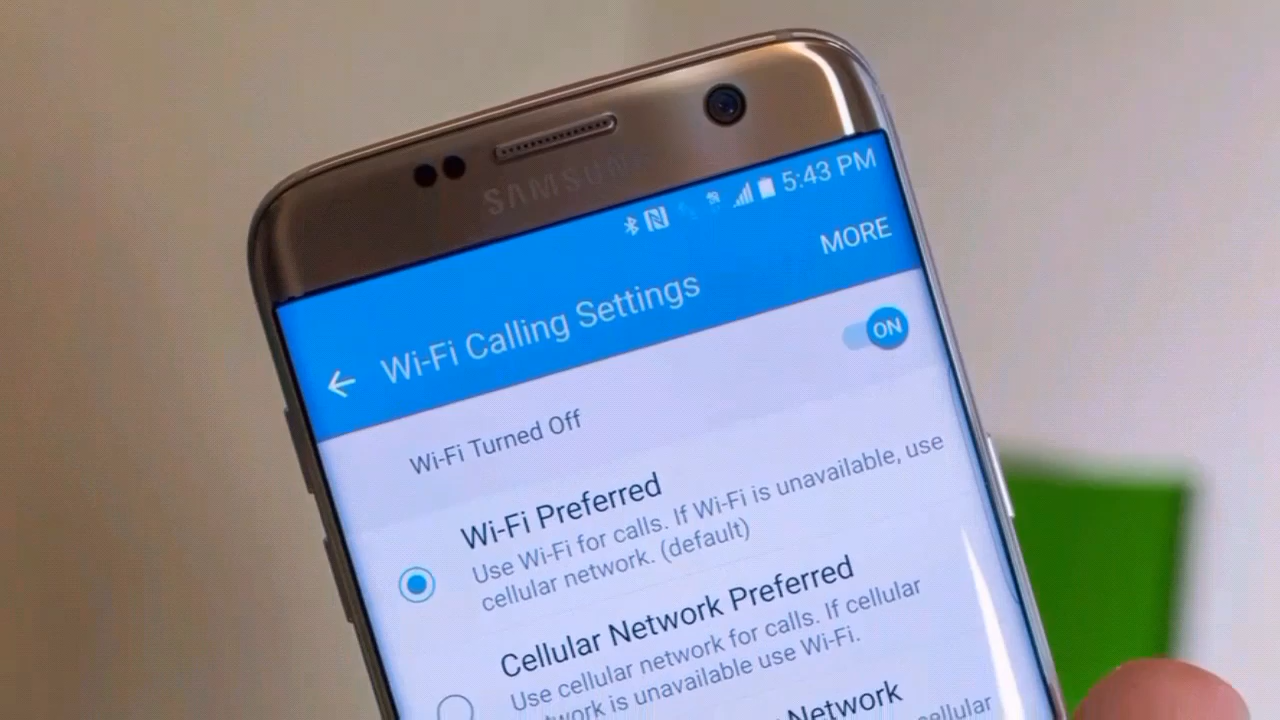 SAMSUNG
5:43 PM
MORE
Wi-Fi Calling Settings
ON
Wi-Fi Turned Off
Wi-Fi Preferred
Use Wi-Fi for calls. If Wi-Fi is unavailable, use
cellular network. (default)
Cellular Network Preferred
Use cellular network for calls. If cellular
is unavailable use Wi-Fi.
Network
cellular